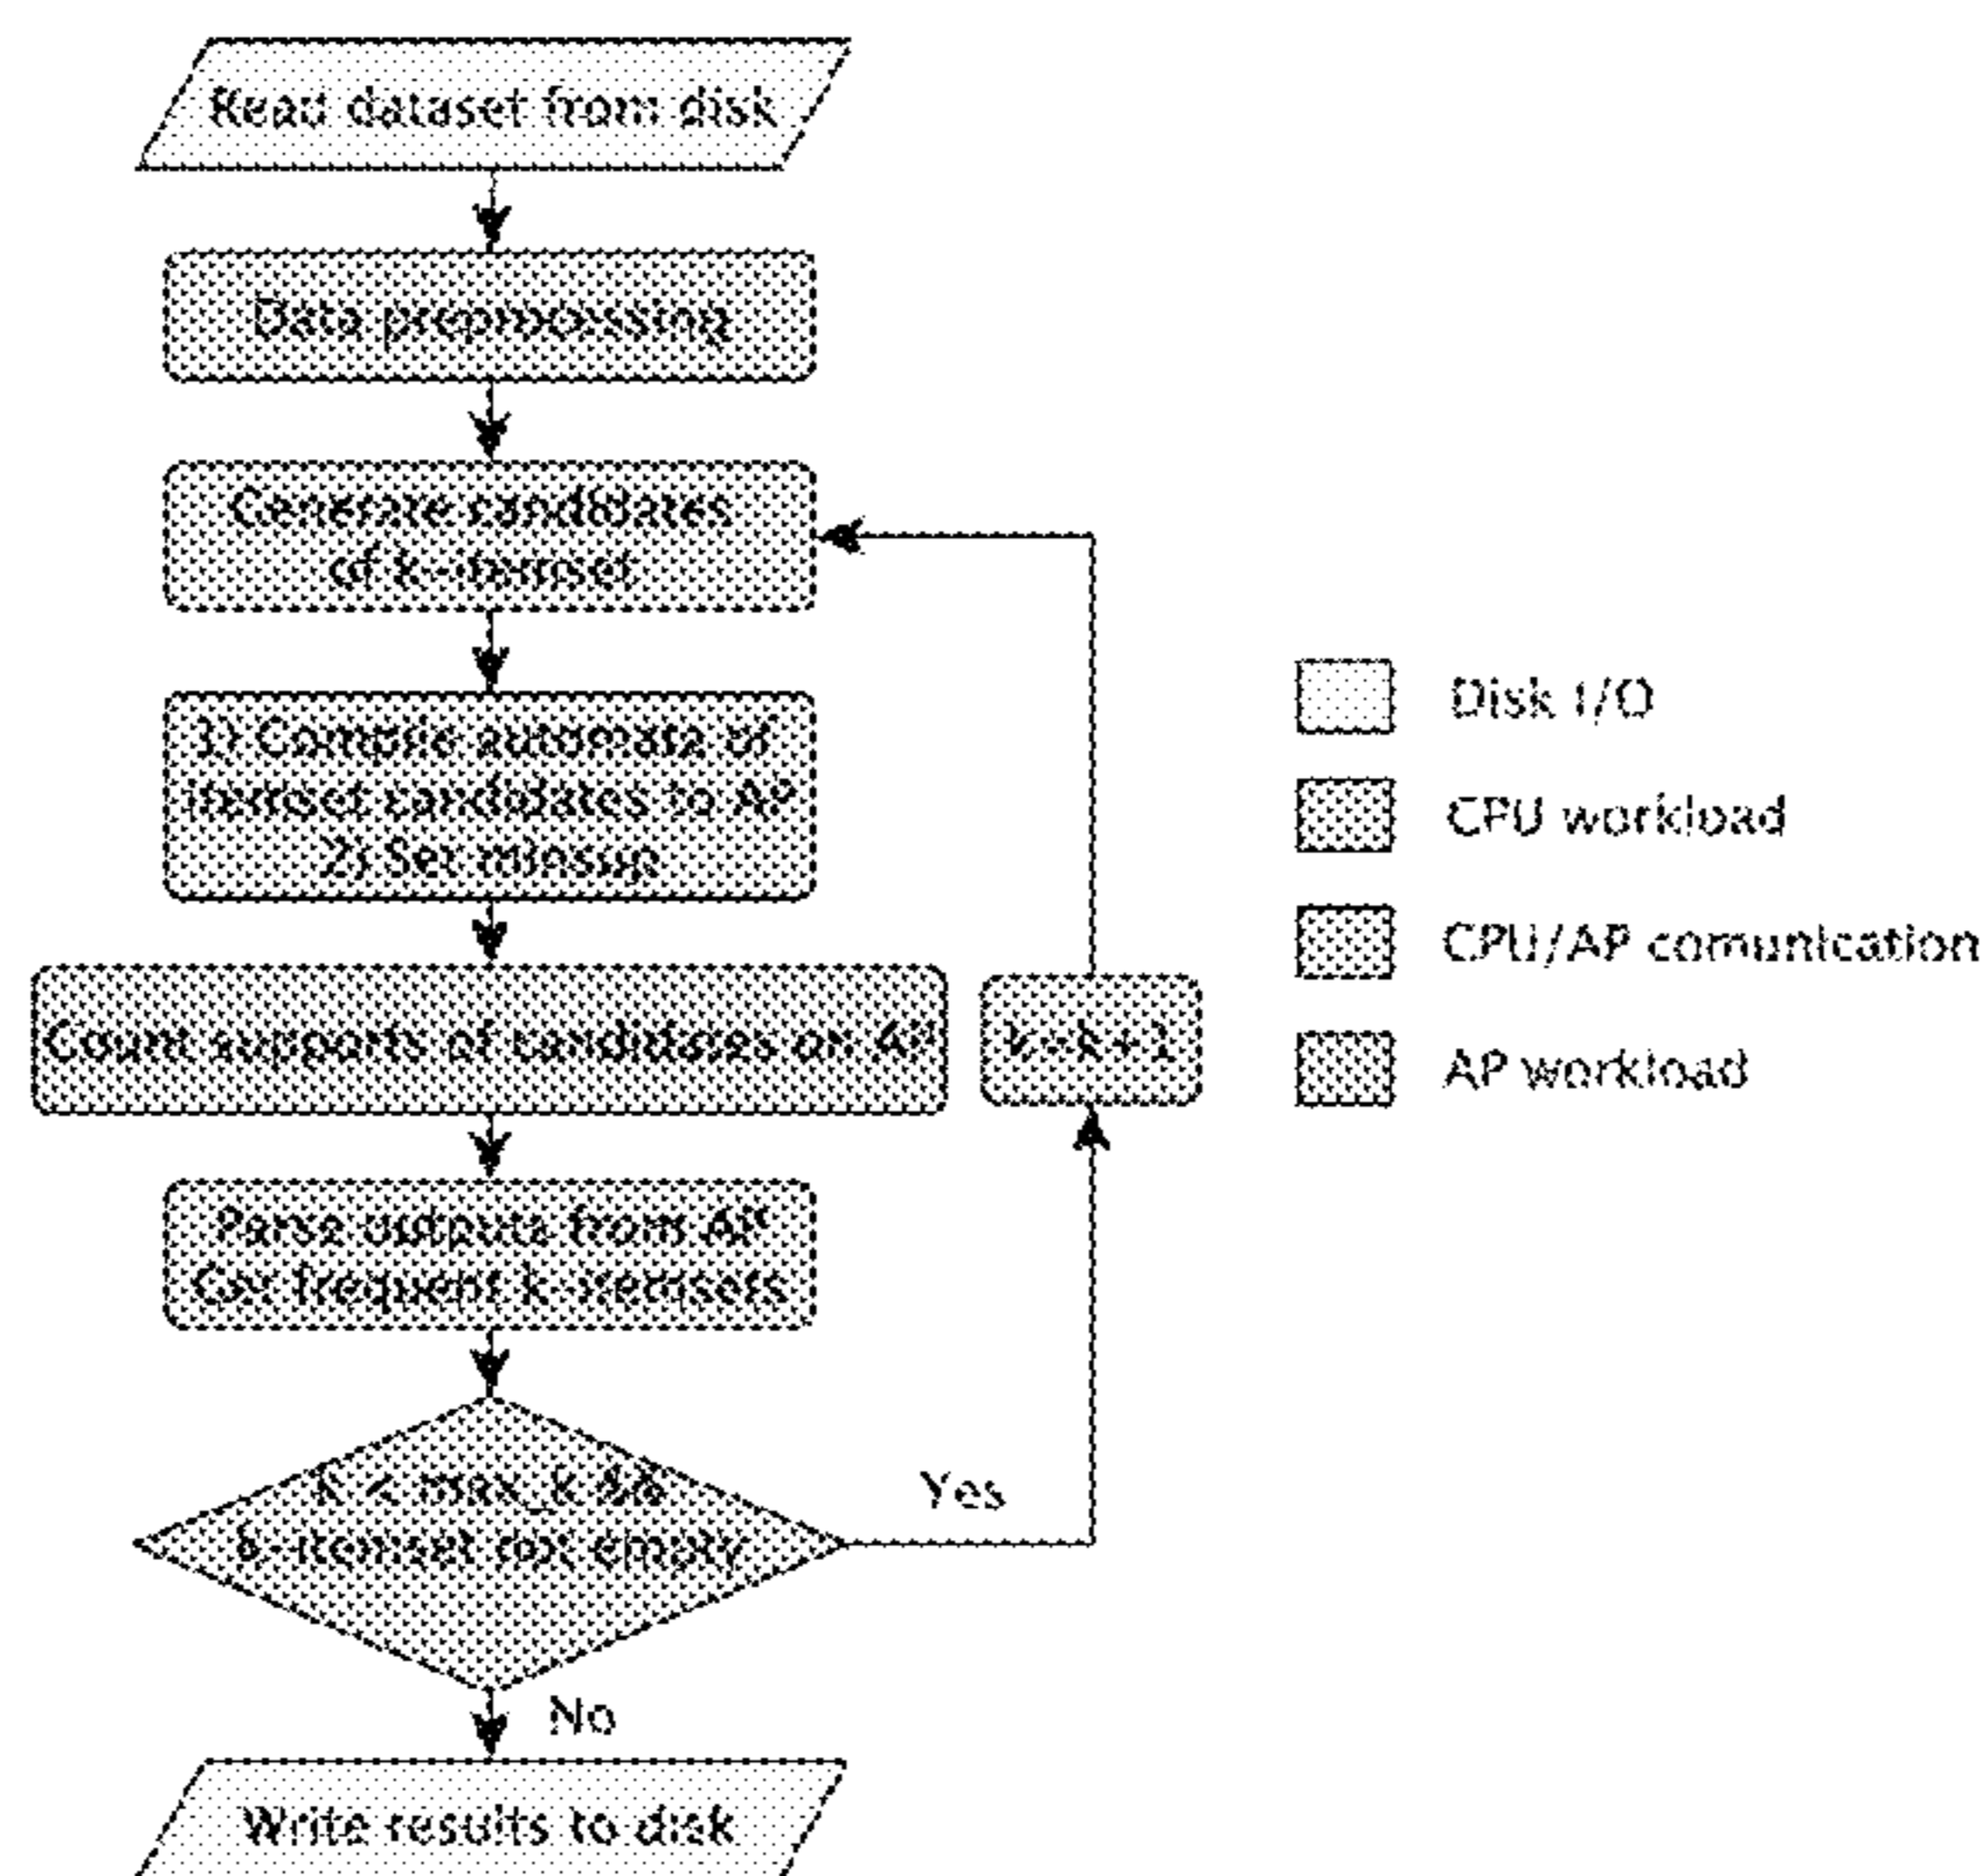 Read dataset from disk
Data preprocessing
Generate candidates
of k-itemset
1) Compile automata of
itemset candidates to AP
2) Set minsup
Count supports of candidates on AP
k=k+1
Parse outputs from AP
Get frequent k-itemsets
k < max_k &&
k-itemset not empty
Yes
No
Write results to disk
Disk I/O
CPU workload
CPU/AP comunication
AP workload